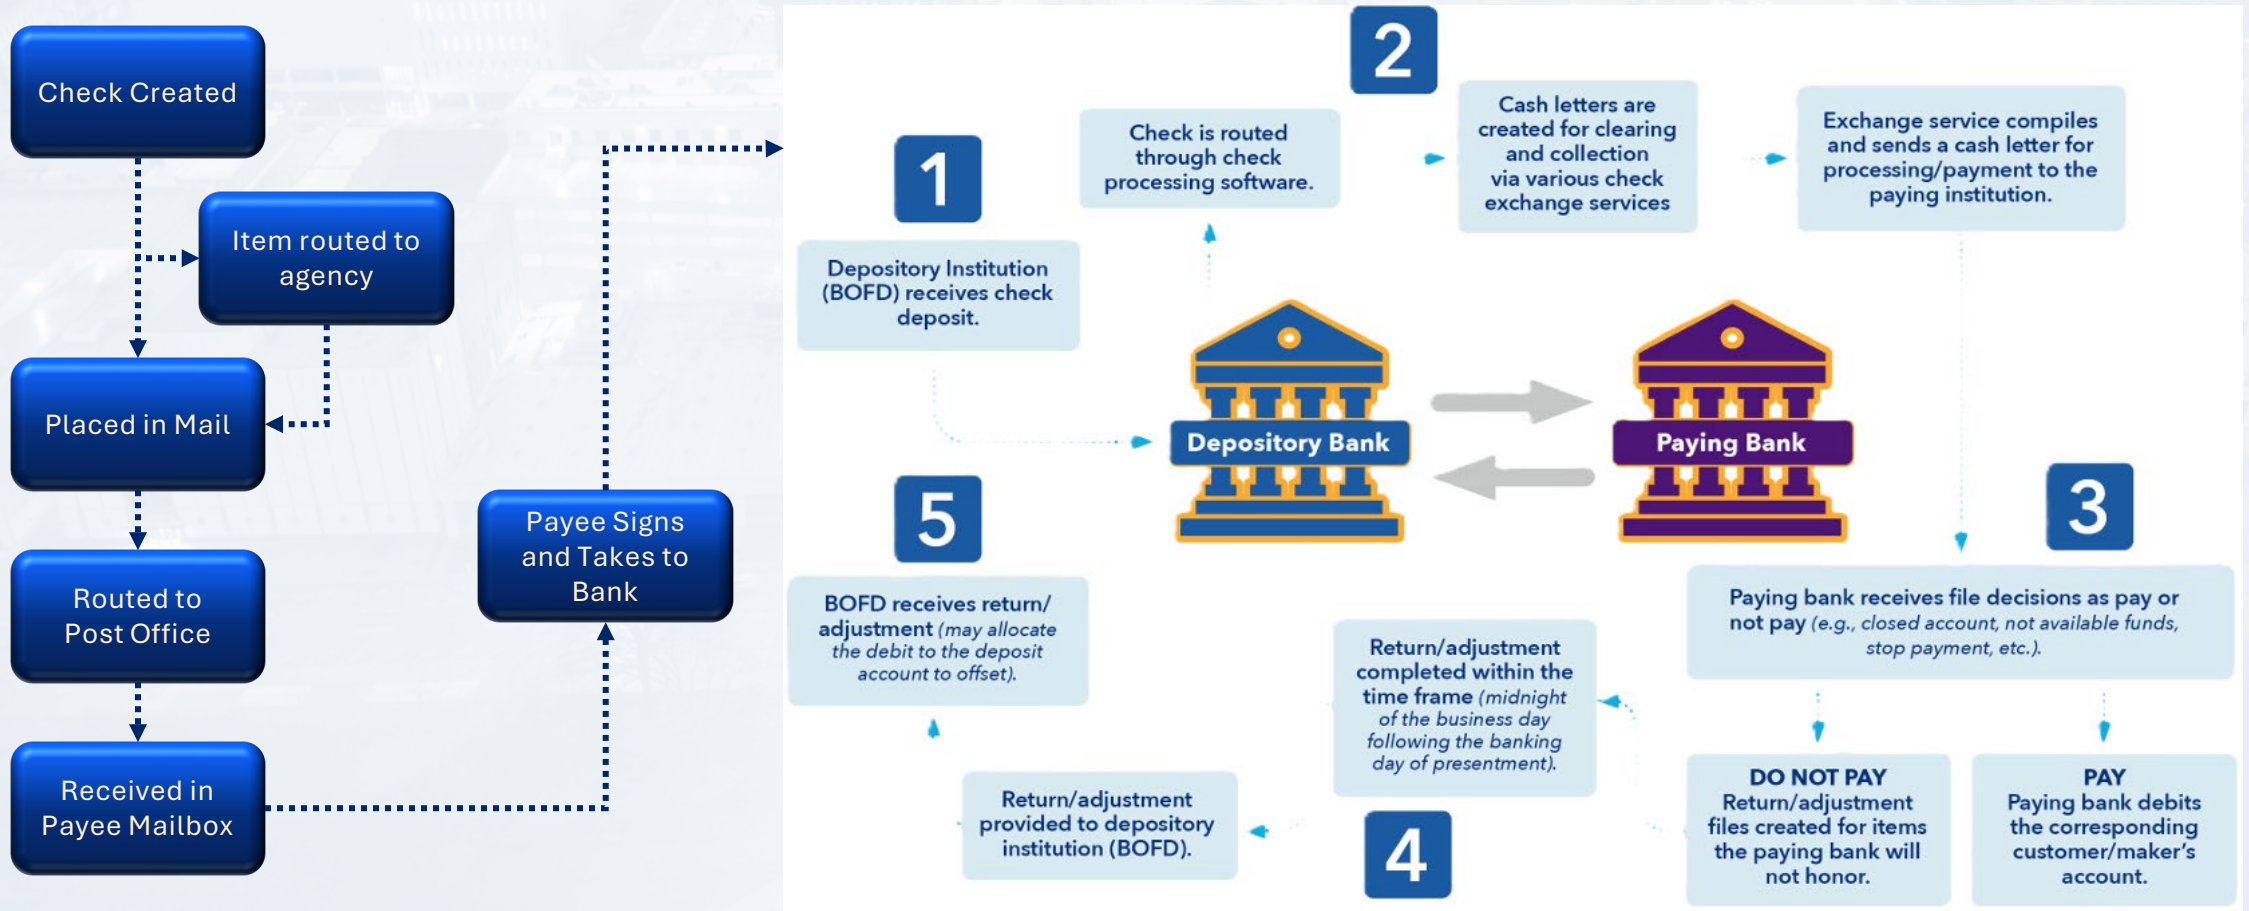 Check Created
Item routed to
agency
Placed in Mail
Routed to
Post Office
Received in
Payee Mailbox
Payee Signs
and Takes to
Bank
1
Depository Institution
(BOFD) receives check
deposit.
2
Check is routed
through check
processing software.
Cash letters are
created for clearing
and collection
via various check
exchange services
Exchange service compiles
and sends a cash letter for
processing/payment to the
paying institution.
Depository Bank
Paying Bank
3
Paying bank receives file decisions as pay or
not pay (e.g., closed account, not available funds,
stop payment, etc.).
DO NOT PAY
Return/adjustment
files created for items
the paying bank will
not honor.
PAY
Paying bank debits
the corresponding
customer/maker's
account.
4
Return/adjustment
completed within the
time frame (midnight
of the business day
following the banking
day of presentment).
Return/adjustment
provided to depository
institution (BOFD).
5
BOFD receives return/
adjustment (may allocate
the debit to the deposit
account to offset).